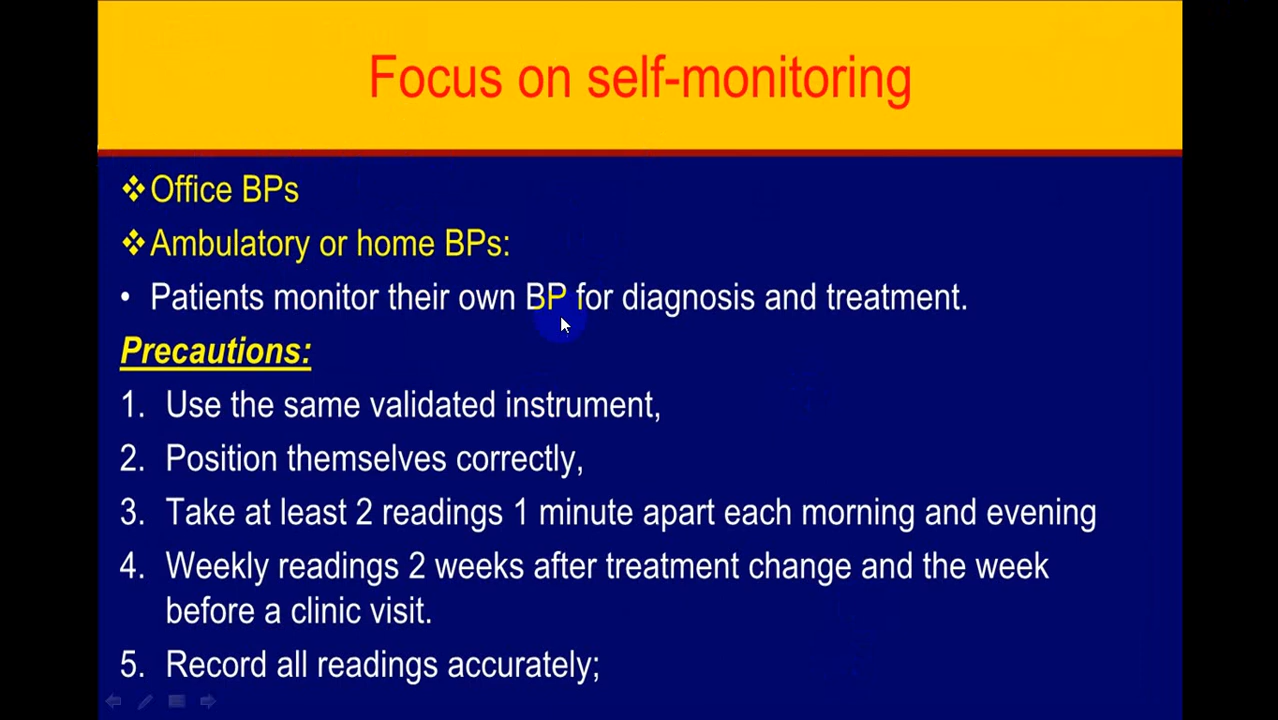 Focus on self-monitoring
❖Office BPs
❖Ambulatory or home BPs:
• Patients monitor their own BP for diagnosis and treatment.
Precautions:
1. Use the same validated instrument,
2. Position themselves correctly,
3. Take at least 2 readings 1 minute apart each morning and evening
4. Weekly readings 2 weeks after treatment change and the week
before a clinic visit.
5. Record all readings accurately;